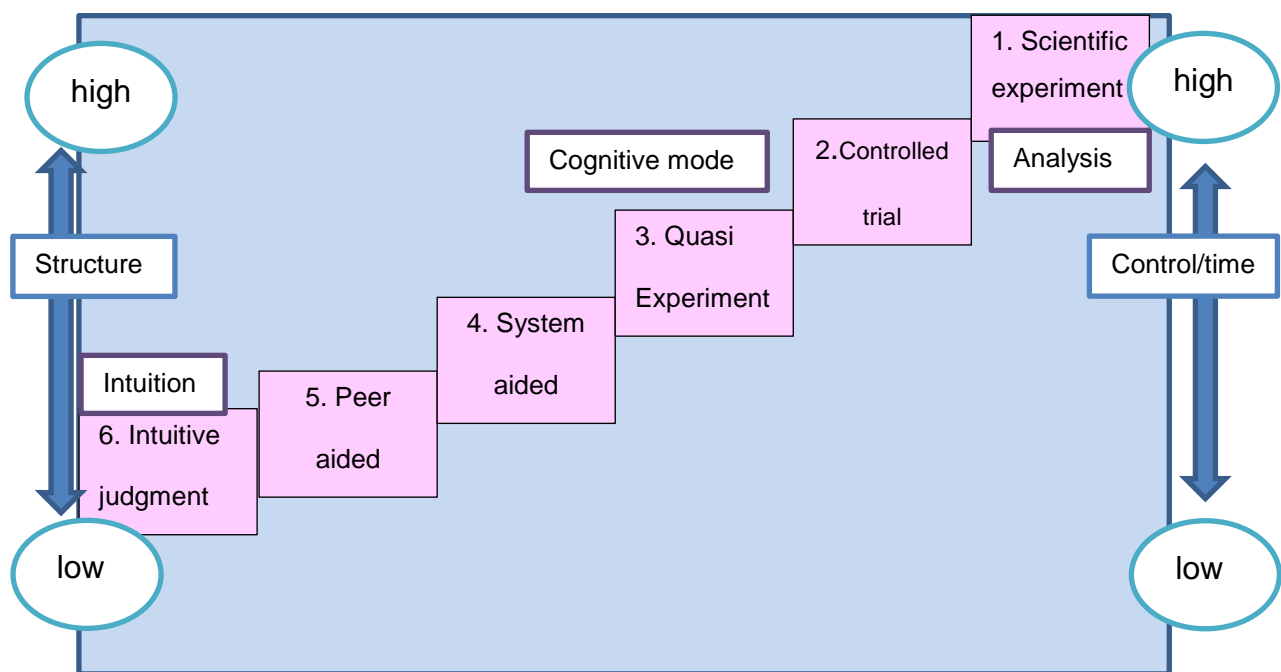 1. Scientific
experiment
high
high
Cognitive mode
2.Controlled
trial
Analysis
Structure
3. Quasi
Experiment
Control/time
4. System
aided
Intuition
5. Peer
aided
6. Intuitive
judgment
low
low